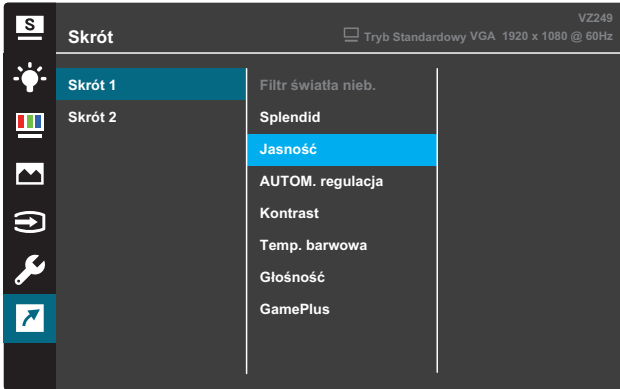 VZ249
S
Skrót
Tryb Standardowy VGA 1920 x 1080 @ 60Hz
Skrót 1
Skrót 2
Filtr światła nieb.
Splendid
Jasność
AUTOM. regulacja
Kontrast
Temp. barwowa
Głośność
GamePlus